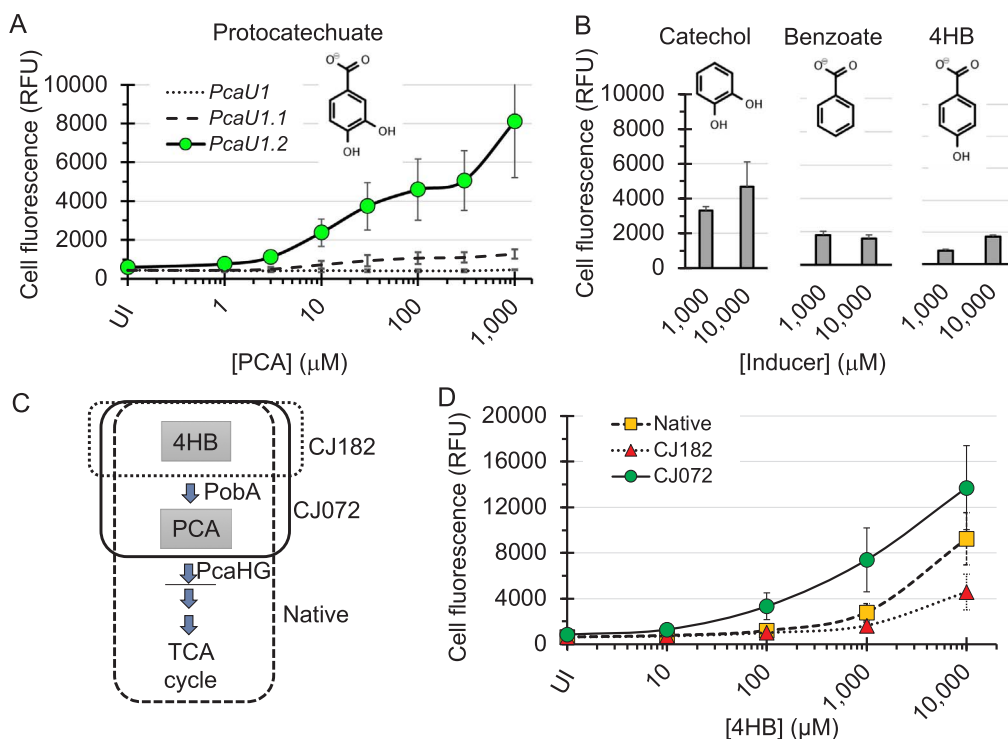 A
Protocatechuate
O⊖
O
OH
OH
PcaU1
PcaU1.1
PcaU1.2
Cell fluorescence (RFU)
10000
8000
6000
4000
2000
0
UI
1
10
100
1,000
[PCA] (µM)
B
Catechol
Benzoate
4HB
OH
OH
O⊖
O
O⊖
O
OH
Cell fluorescence (RFU)
10000
8000
6000
4000
2000
0
1,000
10,000
1,000
10,000
1,000
10,000
[Inducer] (µM)
C
4HB
CJ182
PobA
CJ072
PCA
PcaHG
Native
TCA
cycle
D
Native
CJ182
CJ072
Cell fluorescence (RFU)
20000
16000
12000
8000
4000
0
UI
10
100
1,000
10,000
[4HB] (µM)